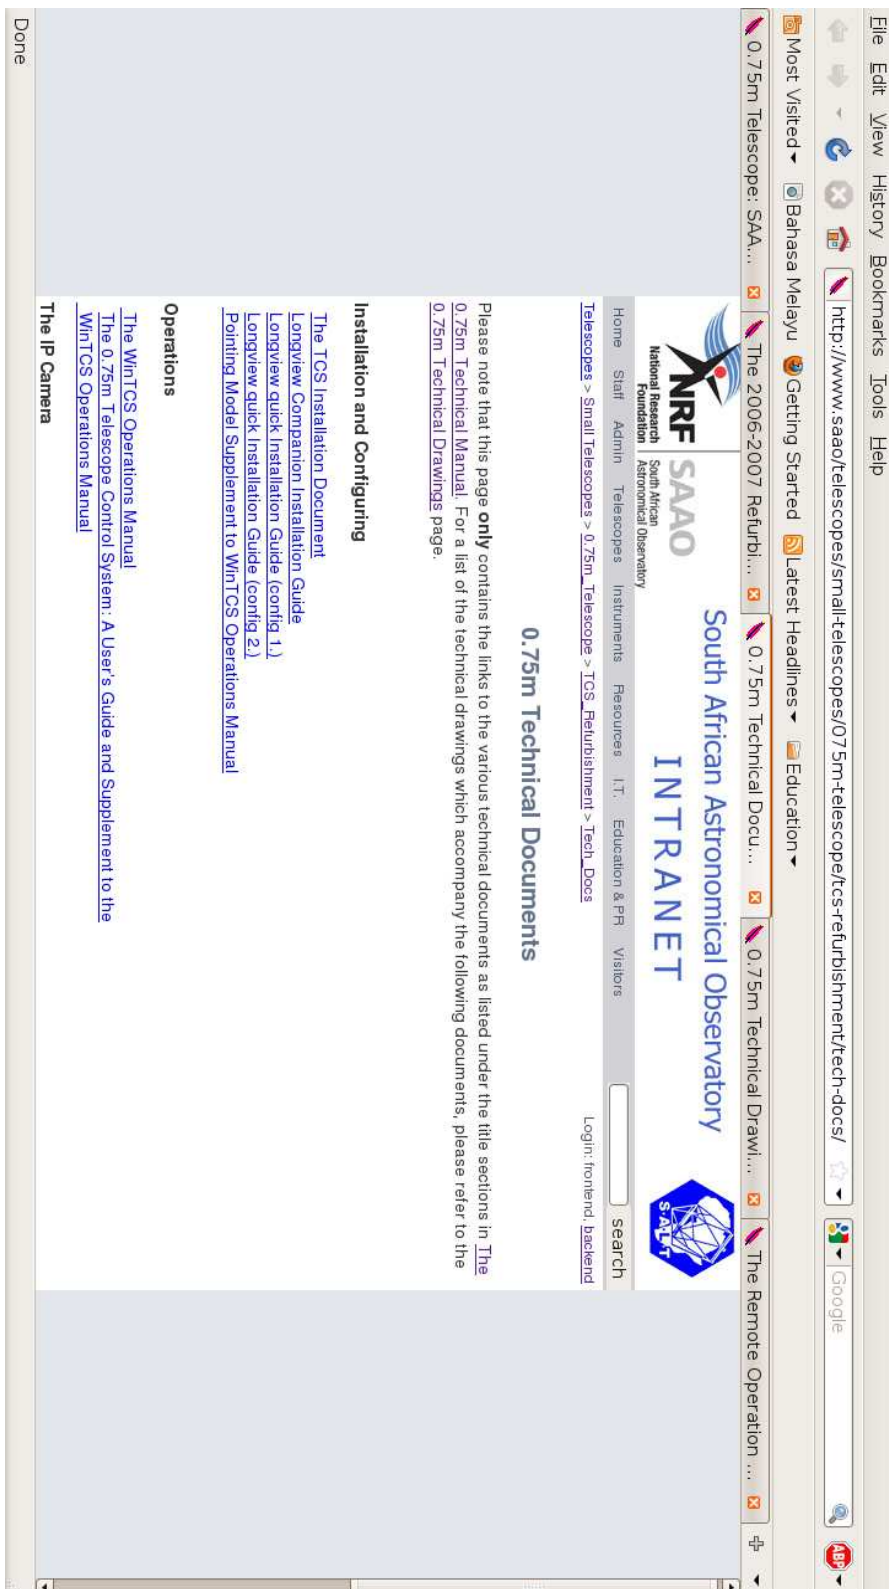 File Edit View History Bookmarks Tools Help
http://www.saao/telescopes/small-telescopes/075m-telescope/tcs-refurbishment/tech-docs/ Google ABP
Most Visited Bahasa Melayu Getting Started Latest Headlines Education
0.75m Telescope: SAA... The 2006-2007 Refurbi... 0.75m Technical Docu... 0.75m Technical Drawi... The Remote Operation ...
NRF SAAO
National Research Foundation
South African Astronomical Observatory
South African Astronomical Observatory
INTRANET
S·A·L·T
Home Staff Admin Telescopes Instruments Resources I.T. Education & PR Visitors search
Telescopes > Small Telescopes > 0.75m_Telescope > TCS_Refurbishment > Tech_Docs Login: frontend, backend
0.75m Technical Documents
Please note that this page only contains the links to the various technical documents as listed under the title sections in The
0.75m Technical Manual. For a list of the technical drawings which accompany the following documents, please refer to the
0.75m Technical Drawings page.
Installation and Configuring
The TCS Installation Document
Longview Companion Installation Guide
Longview quick Installation Guide (config 1.)
Longview quick Installation Guide (config 2.)
Pointing Model Supplement to WinTCS Operations Manual
Operations
The WinTCS Operations Manual
The 0.75m Telescope Control System: A User's Guide and Supplement to the
WinTCS Operations Manual
The IP Camera
Done